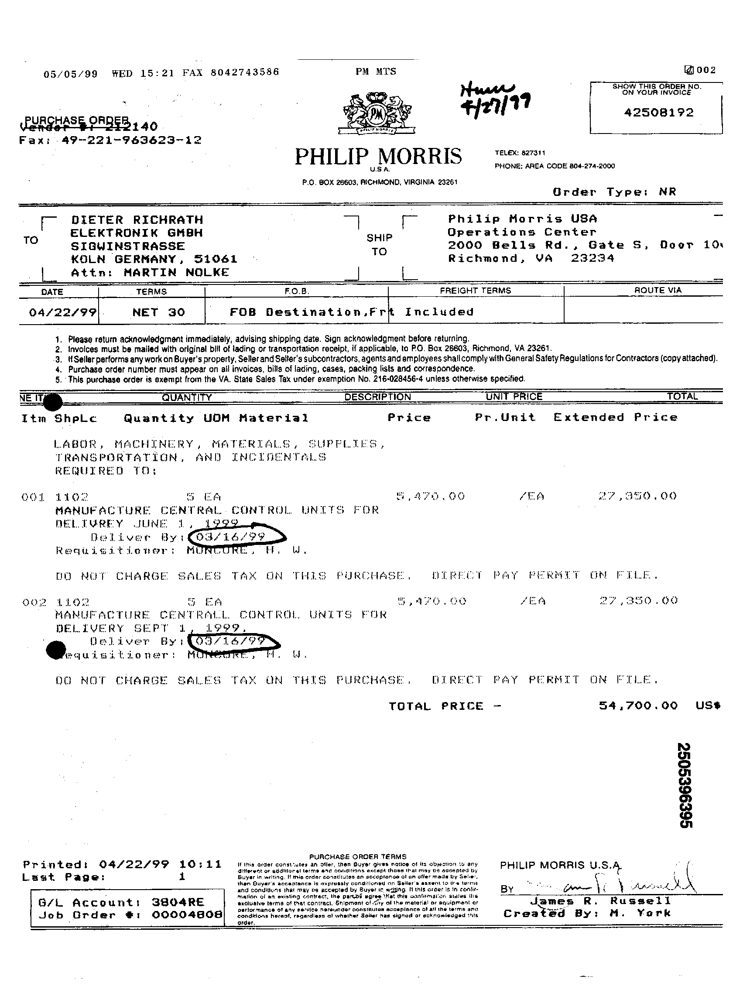 05/05/99 WED 15:21 FAX 8042743586
PM MTS
002
4/27/99
SHOW THIS ORDER NO.
ON YOUR INVOICE
42508192
PURCHASE ORDER
Vendor #: 212140
Fax: 49-221-963623-12
PM
PHILIP MORRIS
U.S.A.
P.O. BOX 26603, RICHMOND, VIRGINIA 23261
TELEX: 827311
PHONE: AREA CODE 804-274-2000
Order Type: NR
TO
DIETER RICHRATH
ELEKTRONIK GMBH
SIGWINSTRASSE
KOLN GERMANY, 51061
Attn: MARTIN NOLKE
SHIP
TO
Philip Morris USA
Operations Center
2000 Bells Rd., Gate S, Door 10
Richmond, VA 23234
DATE TERMS F.O.B. FREIGHT TERMS ROUTE VIA
04/22/99 NET 30 FOB Destination,Frt Included
1. Please return acknowledgment immediately, advising shipping date. Sign acknowledgment before returning.
2. Invoices must be mailed with original bill of lading or transportation receipt, if applicable, to P.O. Box 26603, Richmond, VA 23261.
3. If Seller performs any work on Buyer's property, Seller and Seller's subcontractors, agents and employees shall comply with General Safety Regulations for Contractors (copy attached).
4. Purchase order number must appear on all invoices, bills of lading, cases, packing lists and correspondence.
5. This purchase order is exempt from the VA. State Sales Tax under exemption No. 216-028456-4 unless otherwise specified.
NE IT QUANTITY DESCRIPTION UNIT PRICE TOTAL
Itm ShpLc Quantity UOM Material Price Pr.Unit Extended Price
LABOR, MACHINERY, MATERIALS, SUPPLIES,
TRANSPORTATION, AND INCIDENTALS
REQUIRED TO:
001 1102 5 EA 5,470.00 /EA 27,350.00
MANUFACTURE CENTRAL CONTROL UNITS FOR
DELIVREY JUNE 1, 1999
Deliver By: 03/16/99
Requisitioner: MUNCURE, H. W.
DO NOT CHARGE SALES TAX ON THIS PURCHASE. DIRECT PAY PERMIT ON FILE.
002 1102 5 EA 5,470.00 /EA 27,350.00
MANUFACTURE CENTRALL CONTROL UNITS FOR
DELIVERY SEPT 1, 1999.
Deliver By: 03/16/99
equisitioner: MUNCURE, H. W.
DO NOT CHARGE SALES TAX ON THIS PURCHASE. DIRECT PAY PERMIT ON FILE.
TOTAL PRICE - 54,700.00 US$
2505396395
Printed: 04/22/99 10:11
Last Page: 1
G/L Account: 3804RE
Job Order #: 00004808
PURCHASE ORDER TERMS
If this order constitutes an offer, then Buyer gives notice of its objection to any
different or additional terms and conditions except those that may be accepted by
Buyer in writing. If this order constitutes an acceptance of an offer made by Seller,
then Buyer's acceptance is expressly conditioned on Seller's assent to the terms
and conditions that may be accepted by Buyer in writing. If this order is in confir-
mation of an existing contract, the parties agree that this confirmation states the
exclusive terms of that contract. Shipment of any of the material or equipment or
performance of any service hereunder constitutes acceptance of all the terms and
conditions hereof, regardless of whether Seller has signed or acknowledged this
order.
PHILIP MORRIS U.S.A.
BY
James R. Russell
Created By: M. York